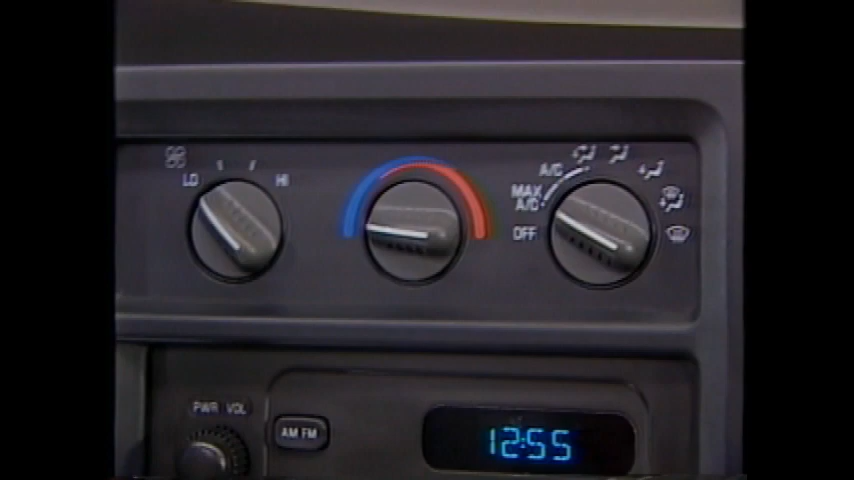 LO HI
A/C
MAX
A/C
OFF
PWR VOL
AM FM
12:55